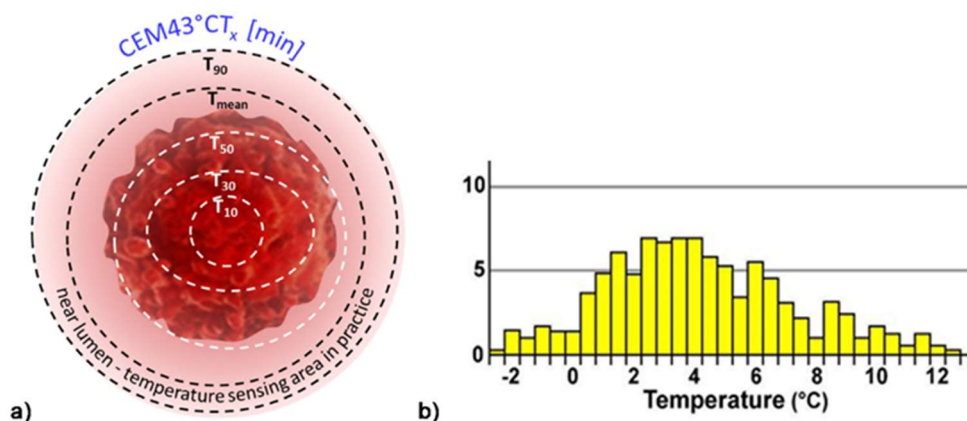 CEM43°CTₓ [min]
T₉₀
Tmean
T₅₀
T₃₀
T₁₀
near lumen - temperature sensing area in practice
a)
10
5
0
-2 0 2 4 6 8 10 12
Temperature (°C)
b)